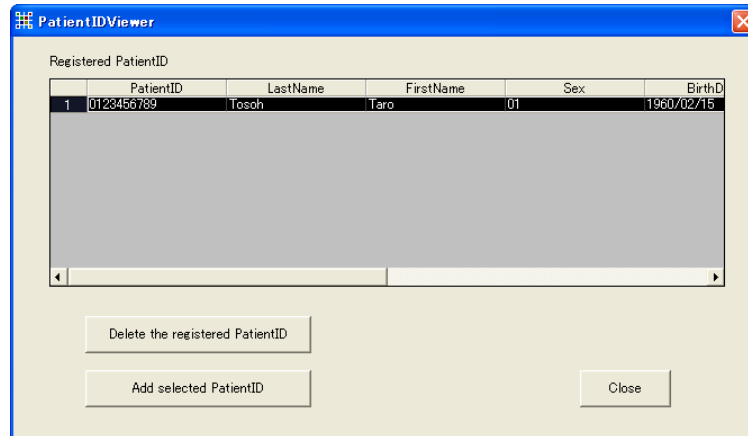 PatientIDViewer
Registered PatientID
PatientID LastName FirstName Sex BirthD
1 0123456789 Tosoh Taro 01 1960/02/15
Delete the registered PatientID
Add selected PatientID Close